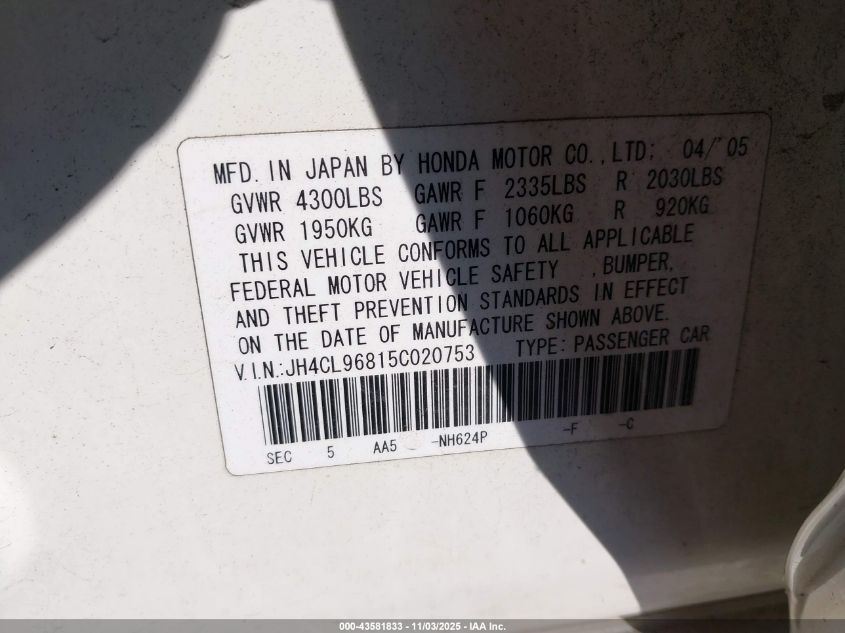 MFD. IN JAPAN BY HONDA MOTOR CO., LTD; 04/'05
GVWR 4300LBS GAWR F 2335LBS R 2030LBS
GVWR 1950KG GAWR F 1060KG R 920KG
THIS VEHICLE CONFORMS TO ALL APPLICABLE
FEDERAL MOTOR VEHICLE SAFETY , BUMPER,
AND THEFT PREVENTION STANDARDS IN EFFECT
ON THE DATE OF MANUFACTURE SHOWN ABOVE.
V.I.N.:JH4CL96815C020753 TYPE: PASSENGER CAR
SEC 5 AA5 -NH624P -F -C
000-43581833 - 11/03/2025 - IAA Inc.